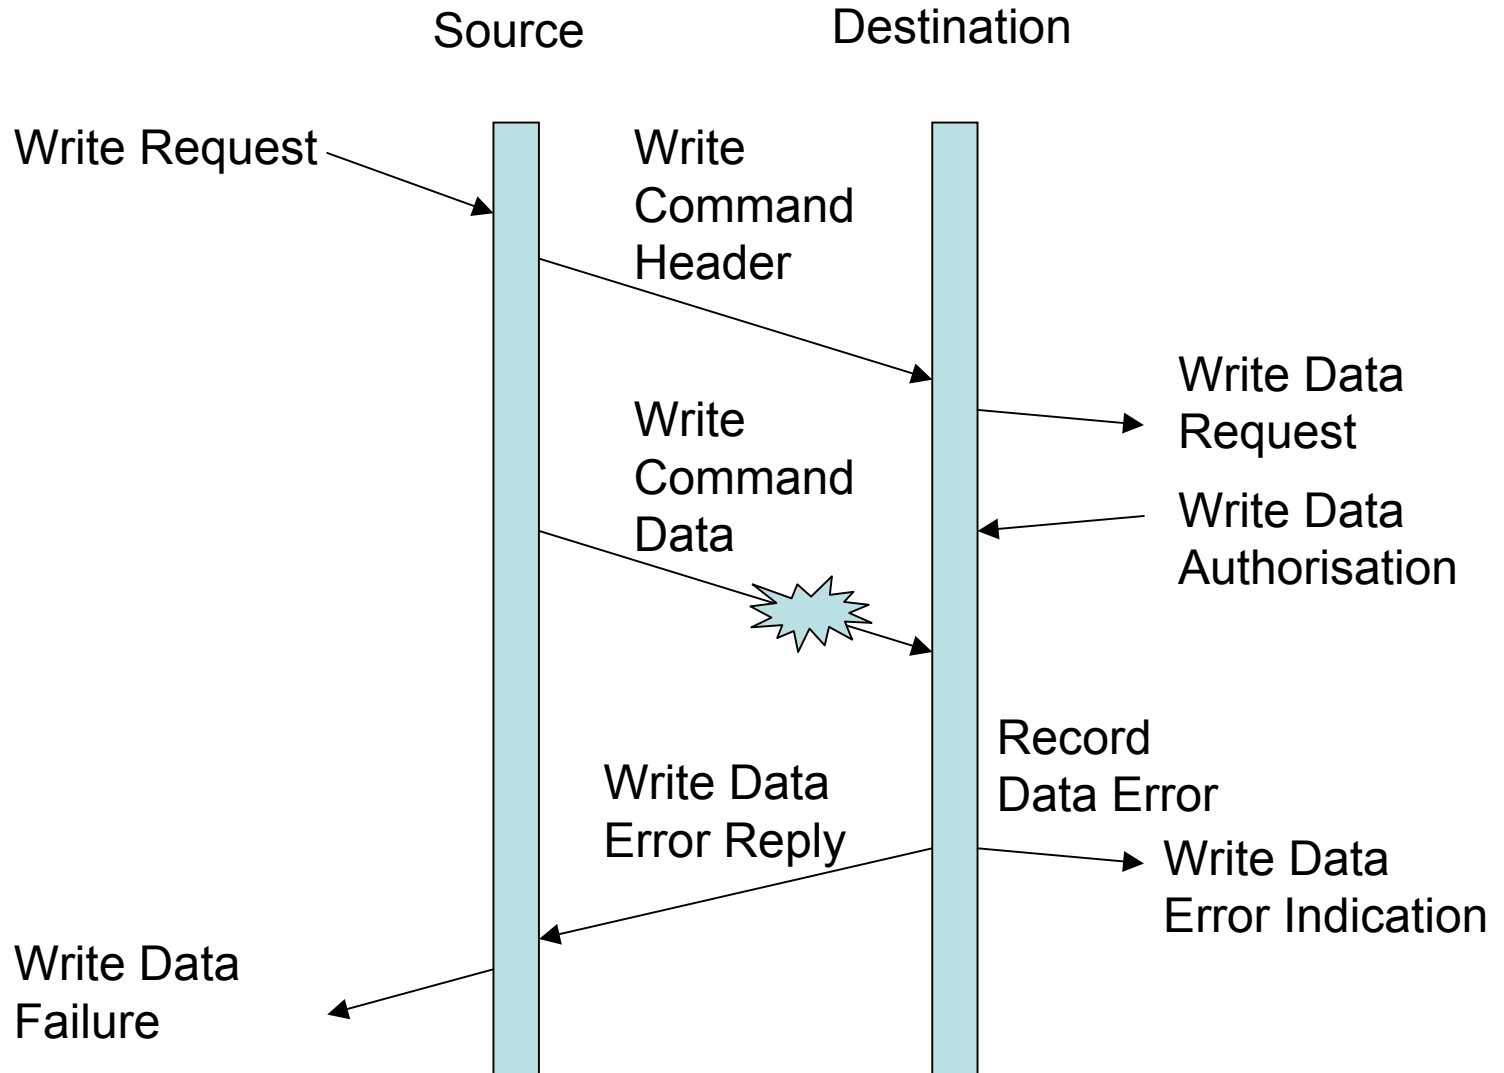 Source
Destination
Write Request
Write
Command
Header
Write Data
Request
Write
Command
Data
Write Data
Authorisation
Record
Data Error
Write Data
Error Reply
Write Data
Error Indication
Write Data
Failure